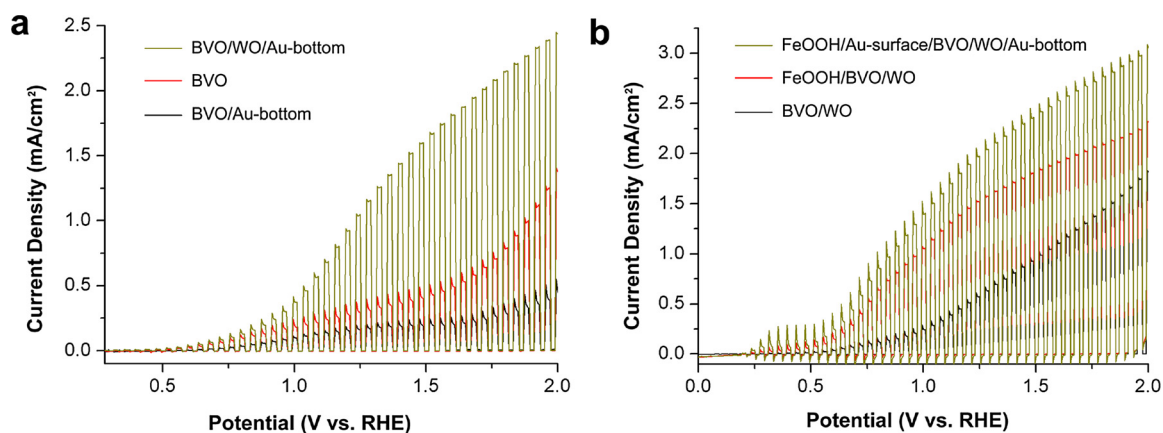 a
BVO/WO/Au-bottom
BVO
BVO/Au-bottom
2.5
2.0
1.5
1.0
0.5
0.0
Current Density (mA/cm²)
0.5
1.0
1.5
2.0
Potential (V vs. RHE)
b
FeOOH/Au-surface/BVO/WO/Au-bottom
FeOOH/BVO/WO
BVO/WO
3.0
2.5
2.0
1.5
1.0
0.5
0.0
Current Density (mA/cm²)
0.0
0.5
1.0
1.5
2.0
Potential (V vs. RHE)